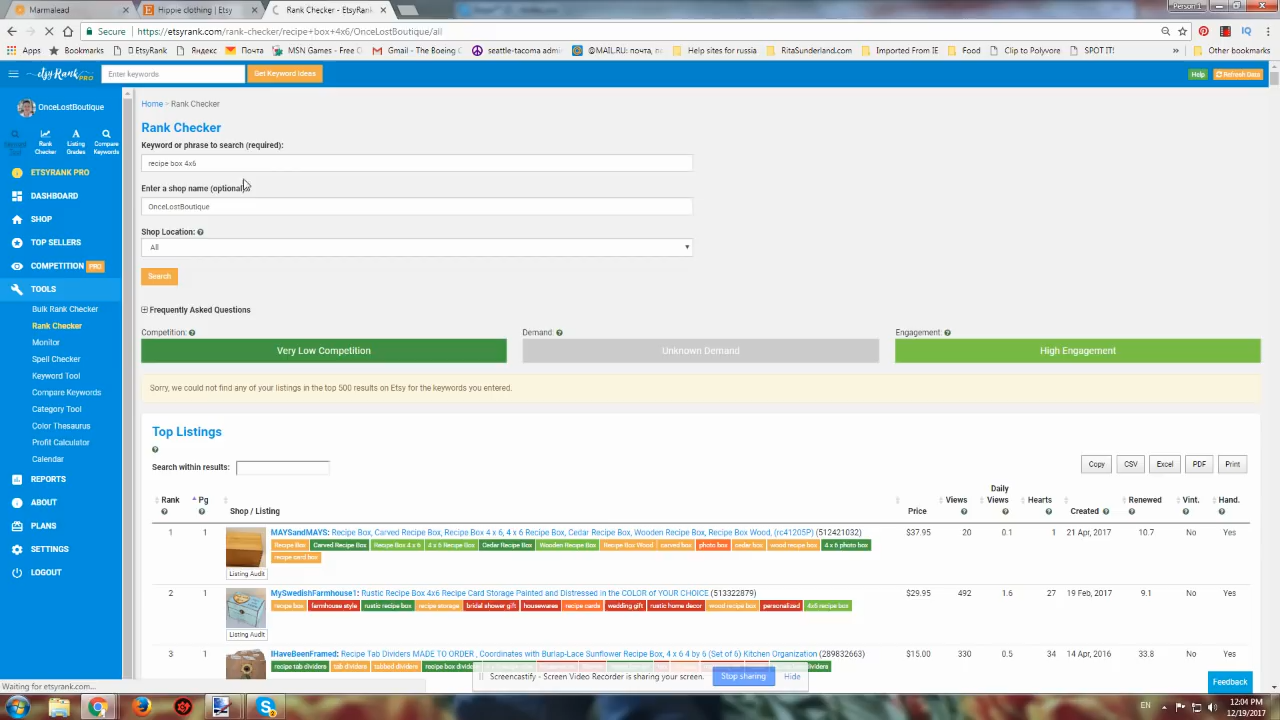 Marmalead
Hippie clothing | Etsy
Rank Checker - EtsyRank
Person 1
Secure
https://etsyrank.com/rank-checker/recipe+box+4x6/OnceLostBoutique/all
Apps
Bookmarks
EtsyRank
Яндекс
Почта
MSN Games - Free O
Gmail - Google
seattle-tacoma adm
@MAIL.RU: почта, но
Help sites for russia
RitaSunderland.com
Imported From IE
Food
Clip to Polyvore
SPOT IT!
Other bookmarks
etsyRank PRO
Enter keywords
Get Keyword Ideas
Help
Refresh Data
OnceLostBoutique
Rank Checker
Listing Grades
Compare Keywords
ETSYRANK PRO
DASHBOARD
SHOP
TOP SELLERS
COMPETITION PRO
TOOLS
Bulk Rank Checker
Rank Checker
Monitor
Spell Checker
Keyword Tool
Compare Keywords
Category Tool
Color Thesaurus
Profit Calculator
Calendar
REPORTS
ABOUT
PLANS
SETTINGS
LOGOUT
Home > Rank Checker
Rank Checker
Keyword or phrase to search (required):
recipe box 4x6
Enter a shop name (optional):
OnceLostBoutique
Shop Location:
All
Search
Frequently Asked Questions
Competition:
Demand:
Engagement:
Very Low Competition
Unknown Demand
High Engagement
Sorry, we could not find any of your listings in the top 500 results on Etsy for the keywords you entered.
Top Listings
Search within results:
Copy
CSV
Excel
PDF
Print
Rank
Pg
Shop / Listing
Price
Views
Daily Views
Hearts
Created
Renewed
Vint.
Hand.
1 1 MAYSandMAYS: Recipe Box, Carved Recipe Box, Recipe Box 4 x 6, 4 x 6 Recipe Box, Cedar Recipe Box, Wooden Recipe Box, Recipe Box Wood, (rc41205P) (512421032) $37.95 20 0.1 1 21 Apr, 2017 10.7 No Yes
Recipe Box Carved Recipe Box Recipe Box 4 x 6 4 x 6 Recipe Box Cedar Recipe Box Wooden Recipe Box Recipe Box Wood carved box photo box cedar box wood recipe box 4 x 6 photo box
recipe card box
Listing Audit
2 1 MySwedishFarmhouse1: Rustic Recipe Box 4x6 Recipe Card Storage Painted and Distressed in the COLOR of YOUR CHOICE (513322879) $29.95 492 1.6 27 19 Feb, 2017 9.1 No Yes
recipe box farmhouse style rustic recipe box recipe storage bridal shower gift housewares recipe cards wedding gift rustic home decor wood recipe box personalized 4x6 recipe box
Listing Audit
3 1 IHaveBeenFramed: Recipe Tab Dividers MADE TO ORDER , Coordinates with Burlap-Lace Sunflower Recipe Box, 4 x 6 4 by 6 (Set of 6) Kitchen Organization (289832663) $15.00 330 0.5 34 14 Apr, 2016 33.8 No Yes
recipe tab dividers tab dividers tabbed dividers recipe box divide
Screencastify - Screen Video Recorder is sharing your screen.
Stop sharing
Hide
Feedback
Waiting for etsyrank.com...
EN
12:04 PM
12/19/2017